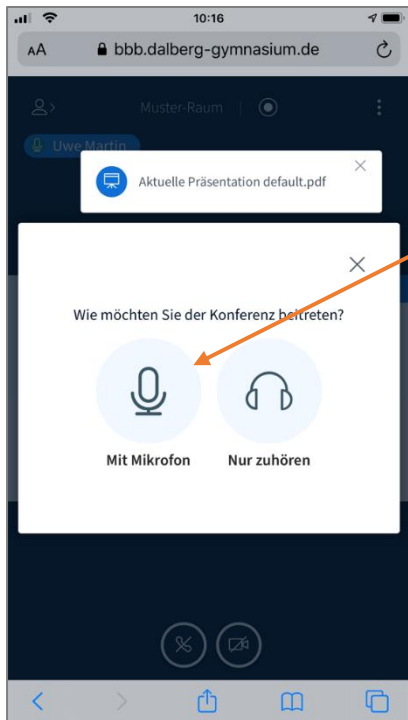 10:16
AA bbb.dalberg-gymnasium.de
Muster-Raum
Uwe Martin
Aktuelle Präsentation default.pdf
Wie möchten Sie der Konferenz beitreten?
Mit Mikrofon Nur zuhören